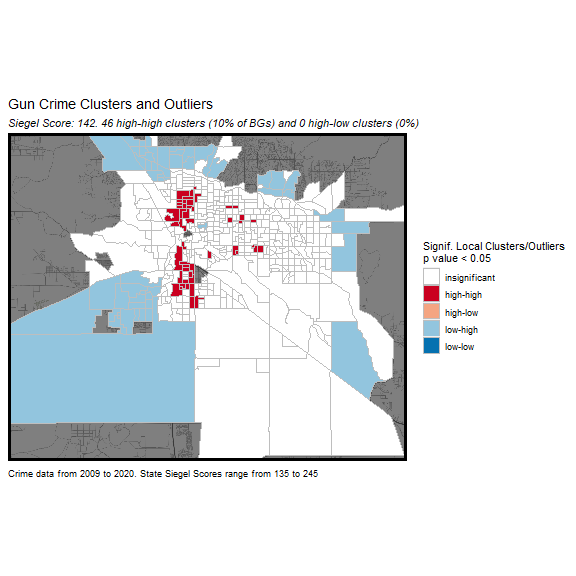 Gun Crime Clusters and Outliers
Siegel Score: 142. 46 high-high clusters (10% of BGs) and 0 high-low clusters (0%)
Signif. Local Clusters/Outliers
p value < 0.05
insignificant
high-high
high-low
low-high
low-low
Crime data from 2009 to 2020. State Siegel Scores range from 135 to 245